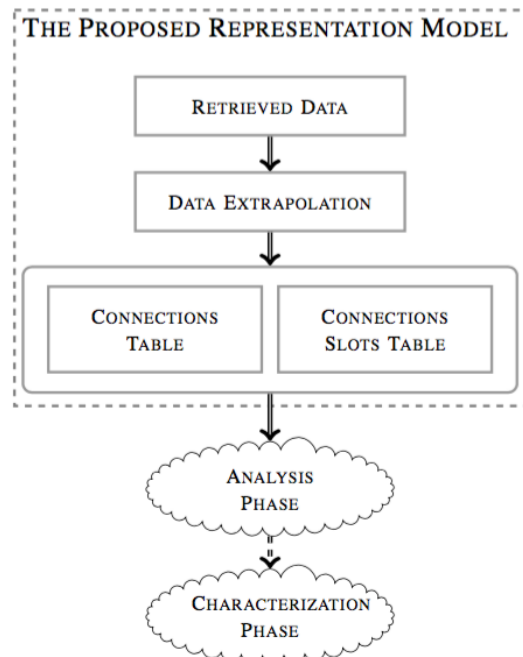 THE PROPOSED REPRESENTATION MODEL
RETRIEVED DATA
DATA EXTRAPOLATION
CONNECTIONS
TABLE
CONNECTIONS
SLOTS TABLE
ANALYSIS
PHASE
CHARACTERIZATION
PHASE